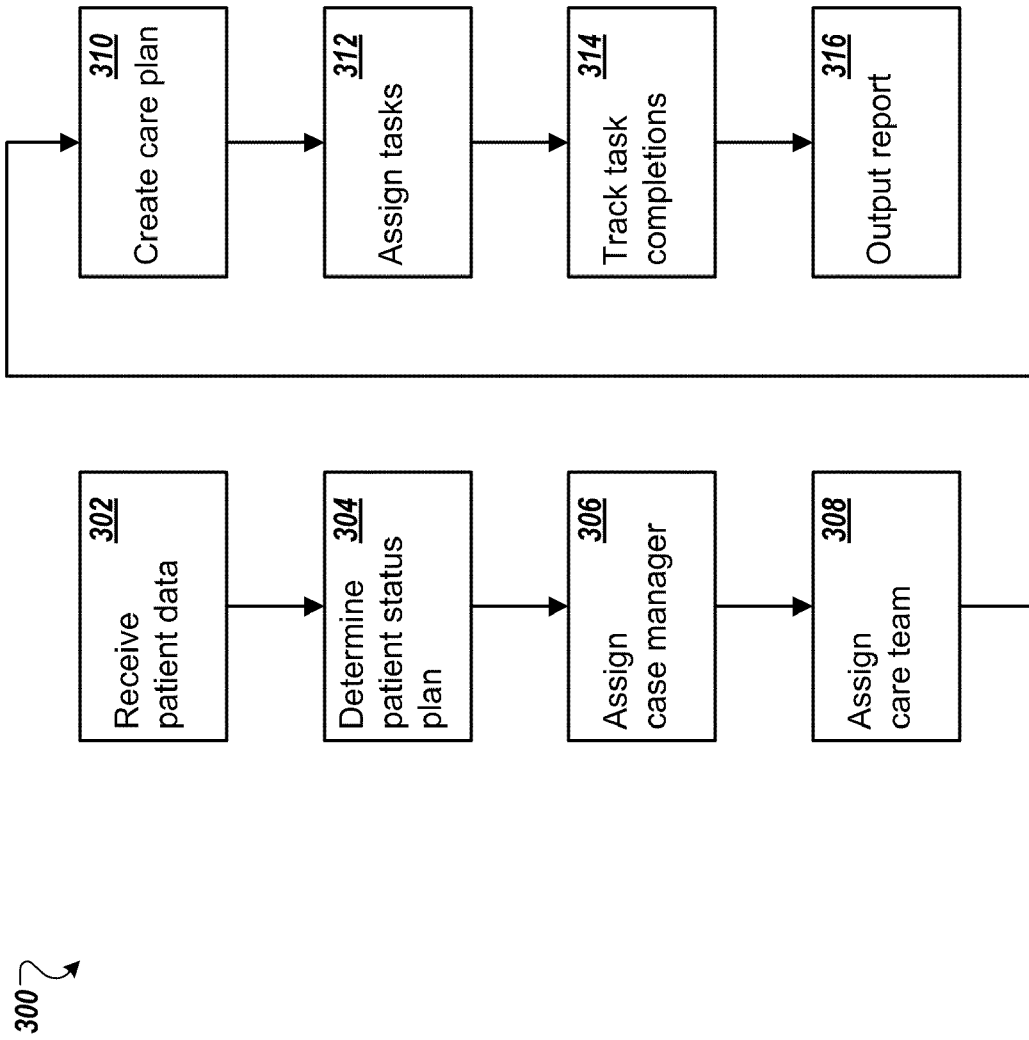 300
302
Receive
patient data
304
Determine
patient status
plan
306
Assign
case manager
308
Assign
care team
310
Create care plan
312
Assign tasks
314
Track task
completions
316
Output report